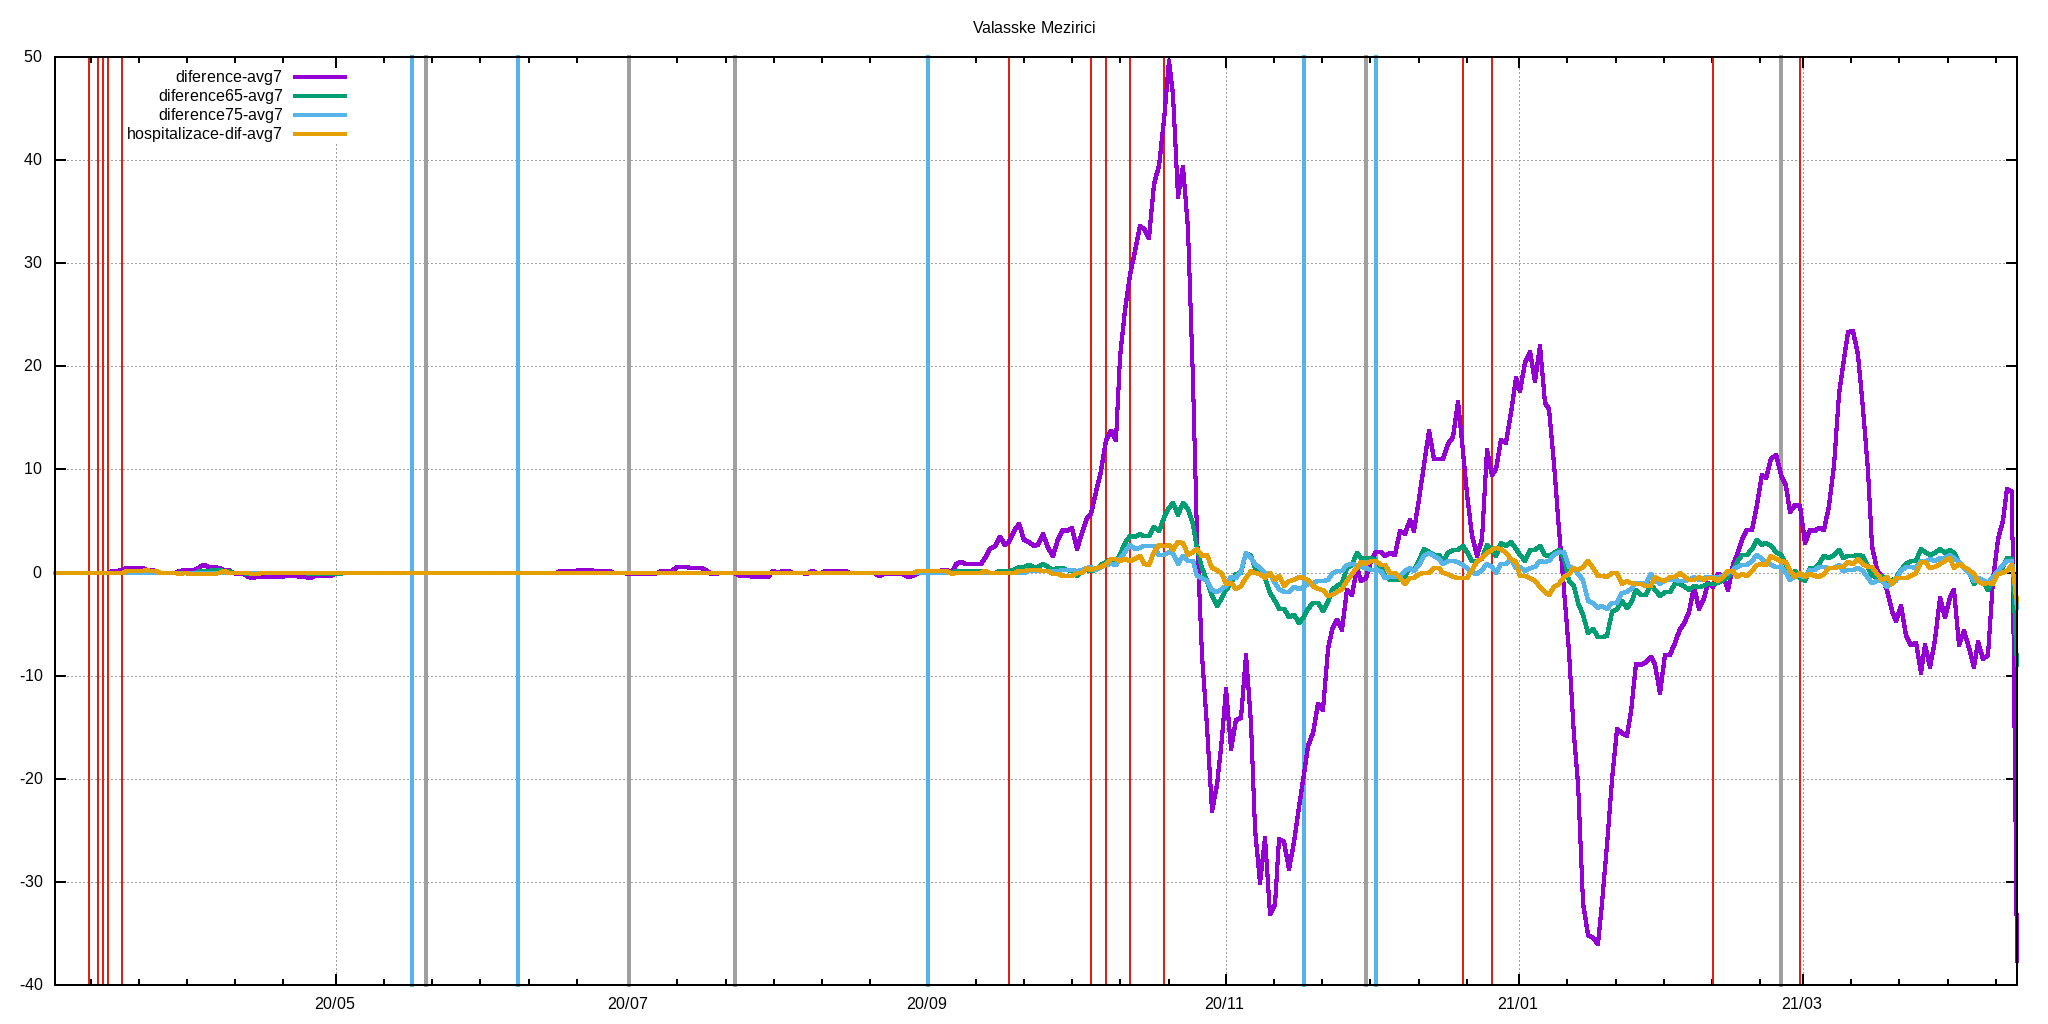 Valasske Mezirici
50
diference-avg7
diference65-avg7
diference75-avg7
hospitalizace-dif-avg7
40
30
20
10
0
-10
-20
-30
-40
20/05 20/07 20/09 20/11 21/01 21/03